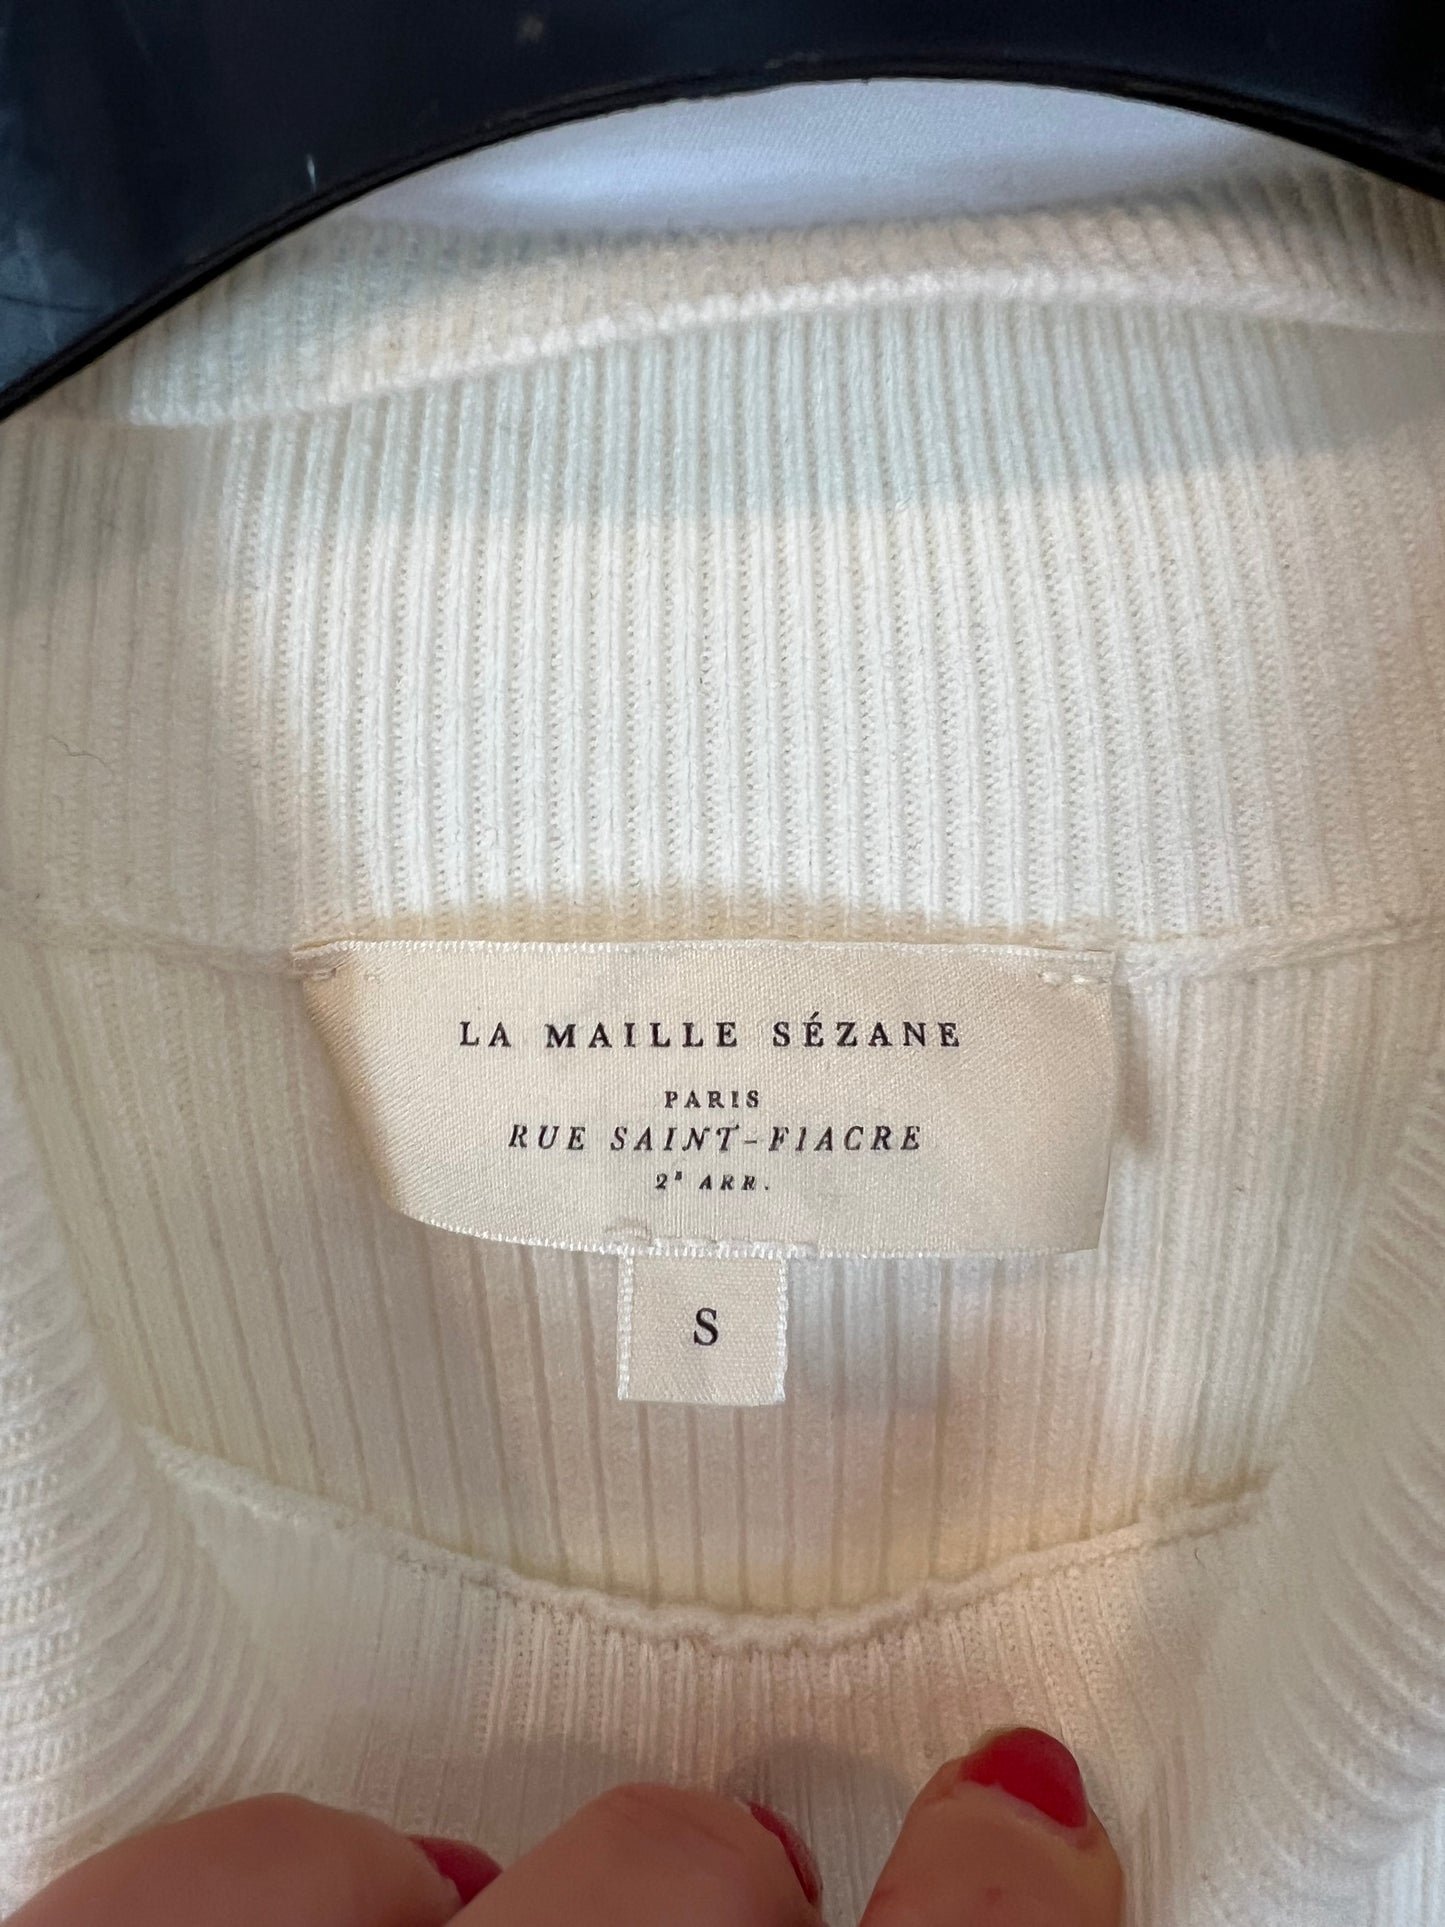 LA MAILLE SÉZANE
PARIS
RUE SAINT-FIACRE
2ᵉ ARR.
S